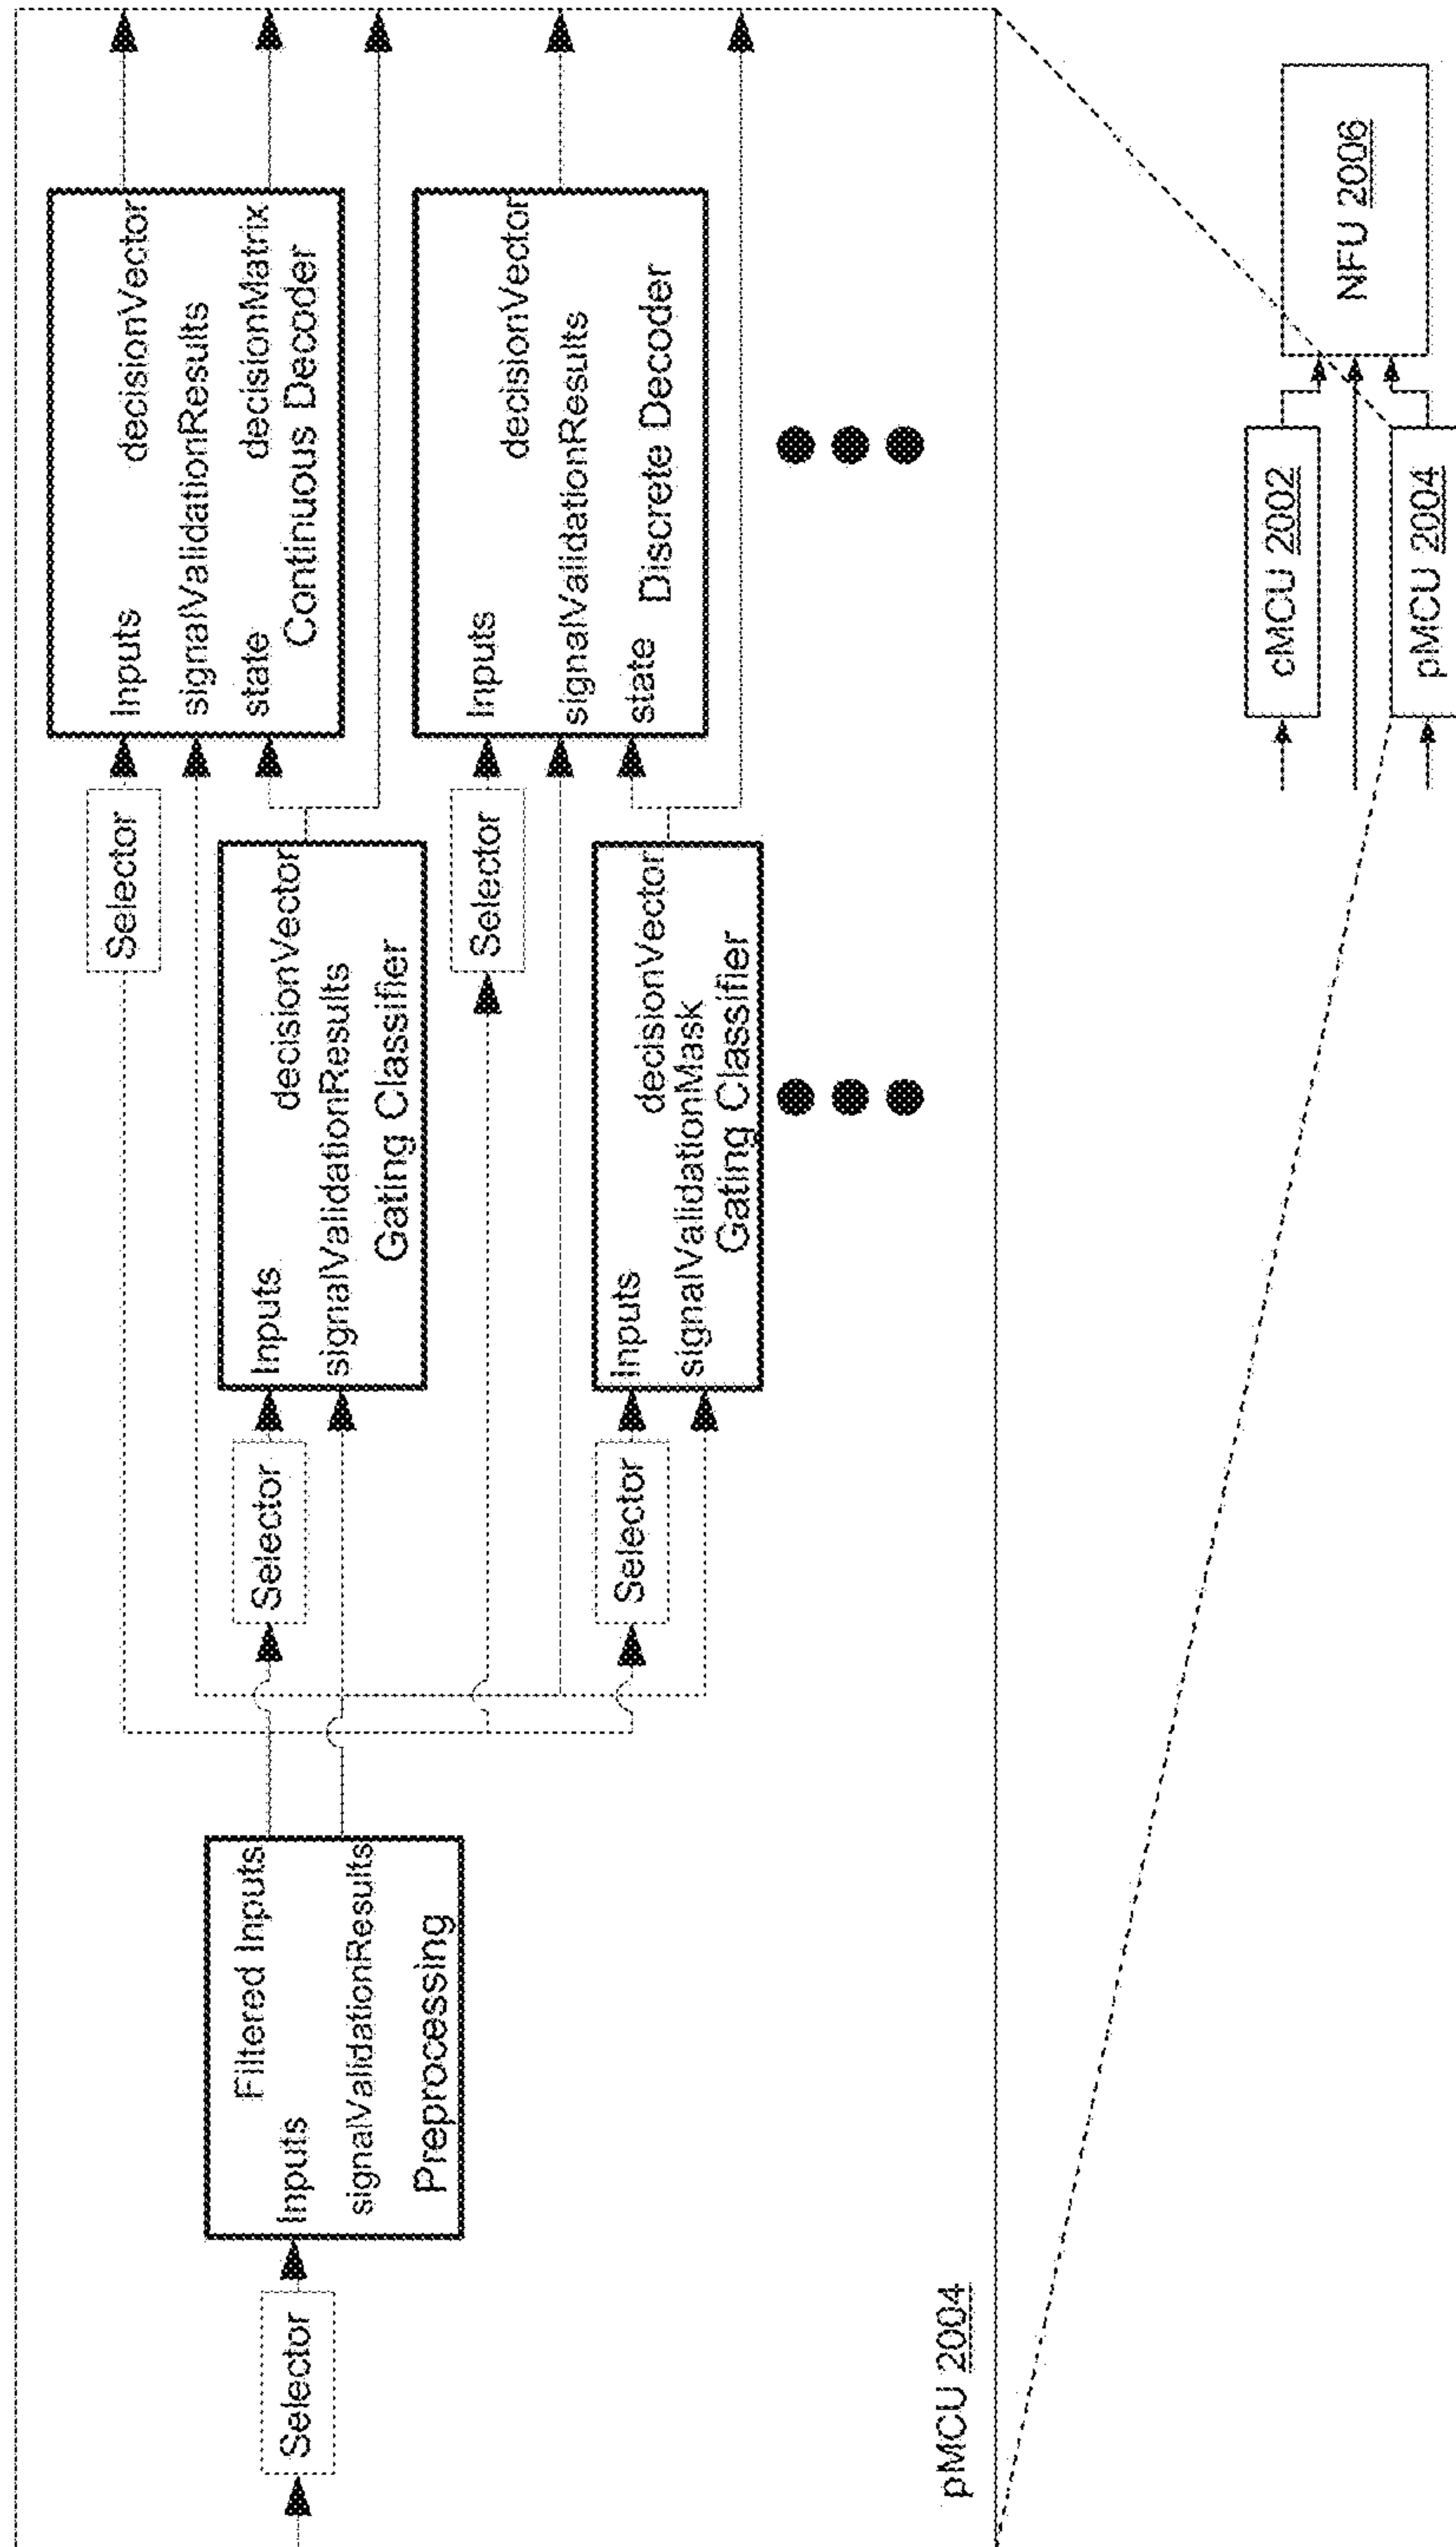 Selector
Filtered Inputs
Inputs
signalValidationResults
Preprocessing
Selector
Inputs
decisionVector
signalValidationResults
Gating Classifier
Selector
Inputs
decisionVector
signalValidationMask
Gating Classifier
Selector
Inputs
decisionVector
signalValidationResults
state
decisionMatrix
Continuous Decoder
Selector
Inputs
decisionVector
signalValidationResults
state
Discrete Decoder
pMCU 2004
cMCU 2002
pMCU 2004
NFU 2006